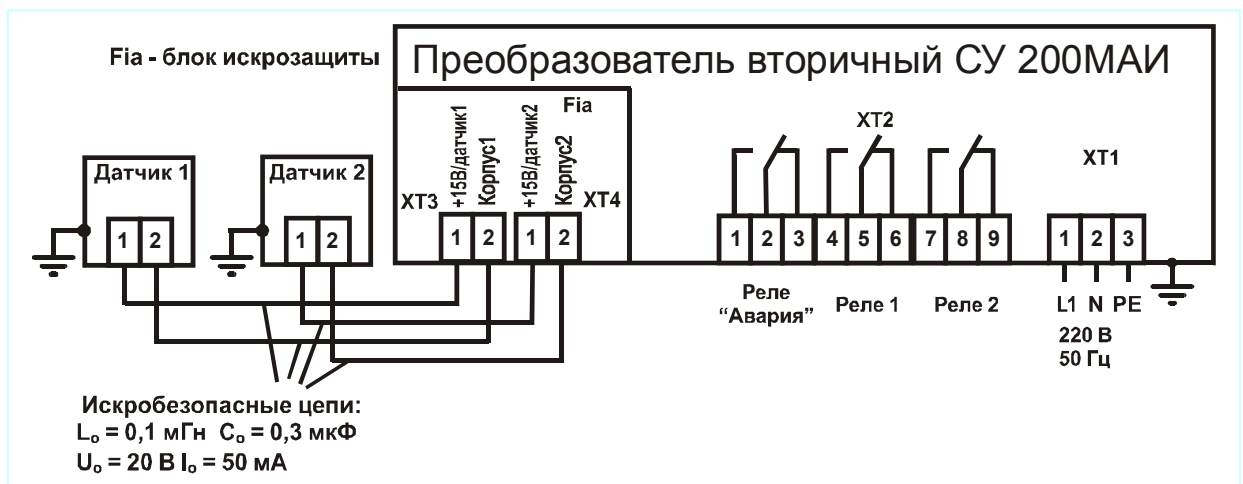 Fia - блок искрозащиты
Преобразователь вторичный СУ 200МАИ
Fia
+15В/датчик1
Корпус1
+15В/датчик2
Корпус2
XT3
XT4
XT2
XT1
Датчик 1
Датчик 2
1 2
1 2
1 2
1 2
1 2 3 4 5 6 7 8 9
1 2 3
Реле
“Авария”
Реле 1
Реле 2
L1 N PE
220 В
50 Гц
Искробезопасные цепи:
Lо = 0,1 мГн Cо = 0,3 мкФ
Uо = 20 В Iо = 50 мА